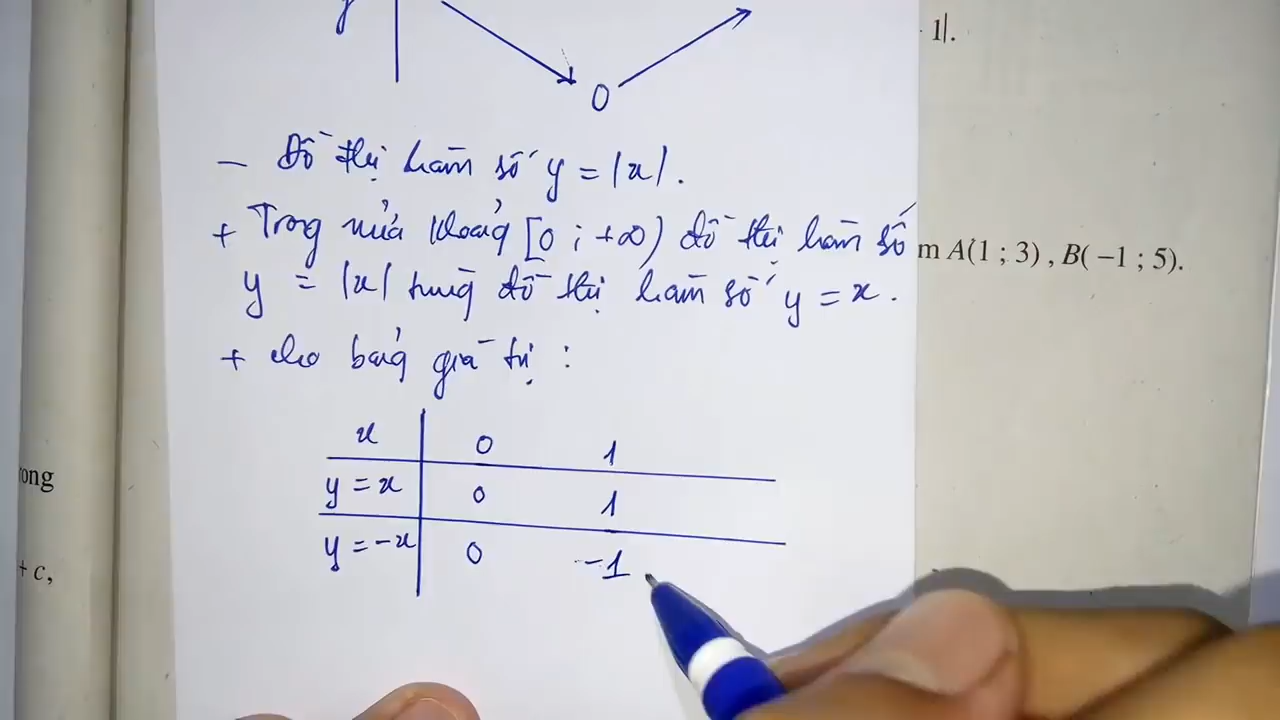 y
0
1|.
- Đồ thị hàm số y = |x|.
+ Trong nửa khoảng [0 ; +∞) đồ thị hàm số
y = |x| trùng đồ thị hàm số y = x.
m A(1 ; 3) , B( −1 ; 5).
+ cho bảng giá trị :
x 0 1
y = x 0 1
y = -x 0 -1
ong
+ c,